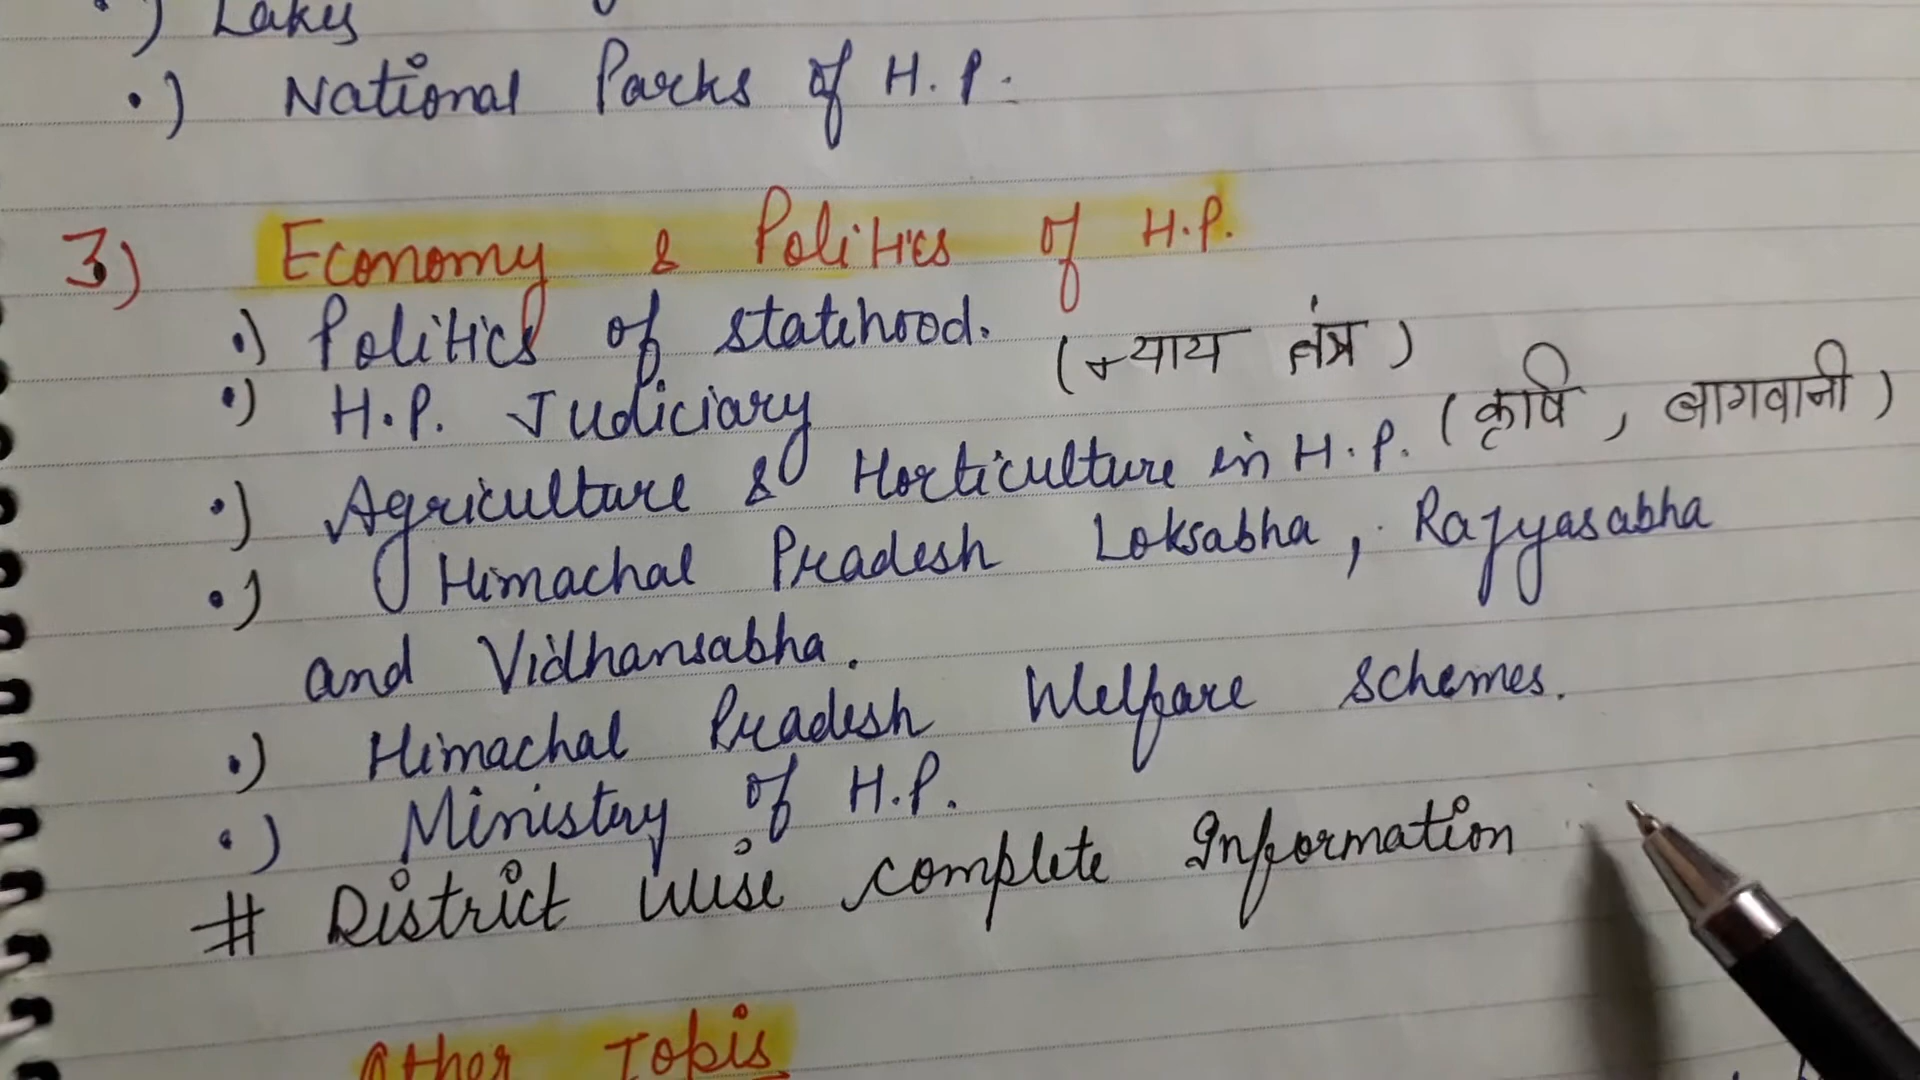 •) Lakes
•) National Parks of H.P.
3) Economy & Politics of H.P.
•) Politics of statehood.
•) H.P. Judiciary (न्याय तंत्र)
•) Agriculture & Horticulture in H.P. (कृषि, बागवानी)
•) Himachal Pradesh Loksabha, Rajyasabha
and Vidhansabha.
•) Himachal Pradesh Welfare schemes.
•) Ministry of H.P.
# District wise complete Information
Other Topis